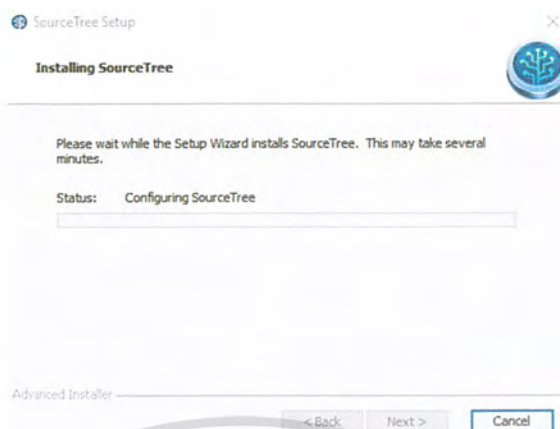 SourceTree Setup
Installing SourceTree
Please wait while the Setup Wizard installs SourceTree. This may take several
minutes.
Status: Configuring SourceTree
Advanced Installer
< Back Next > Cancel